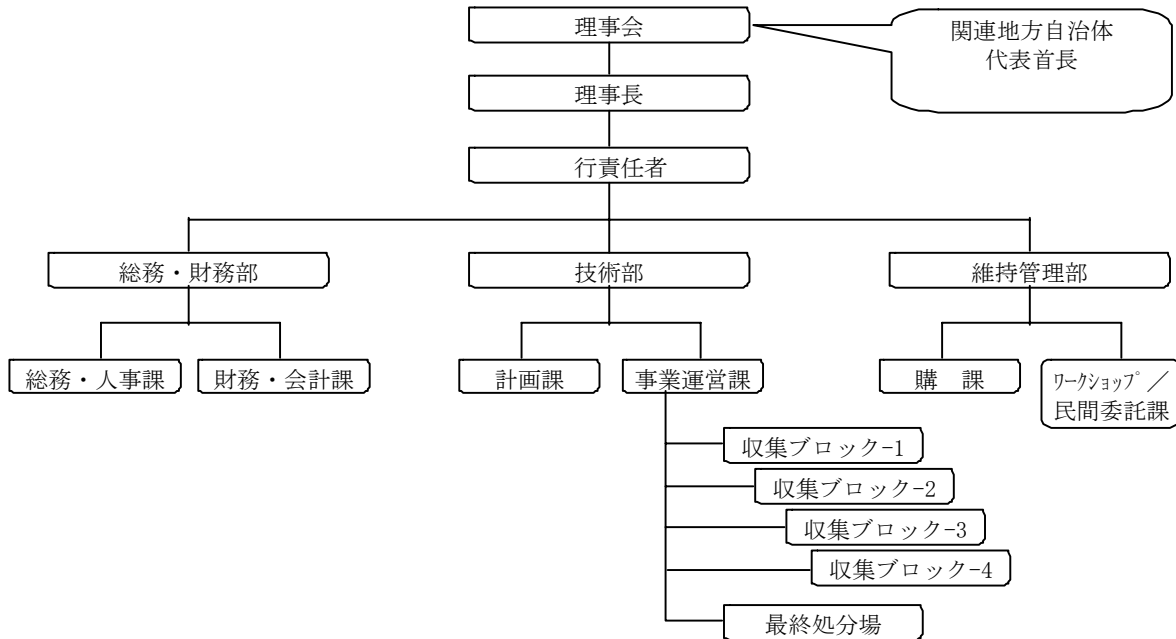 理事会
関連地方自治体
代表首長
理事長
行責任者
総務・財務部
技術部
維持管理部
総務・人事課
財務・会計課
計画課
事業運営課
購　課
ﾜｰｸｼｮｯﾌﾟ／
民間委託課
収集ブロック-1
収集ブロック-2
収集ブロック-3
収集ブロック-4
最終処分場